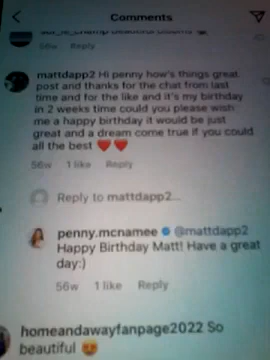 Comments
56w Reply
mattdapp2 Hi penny how's things great
post and thanks for the chat from last
time and for the like and it's my birthday
in 2 weeks time could you please wish
me a happy birthday it would be just
great and a dream come true if you could
all the best ❤️❤️
56w 1 like Reply
Reply to mattdapp2...
penny.mcnamee @mattdapp2
Happy Birthday Matt! Have a great
day:)
56w 1 like Reply
homeandawayfanpage2022 So
beautiful 😍